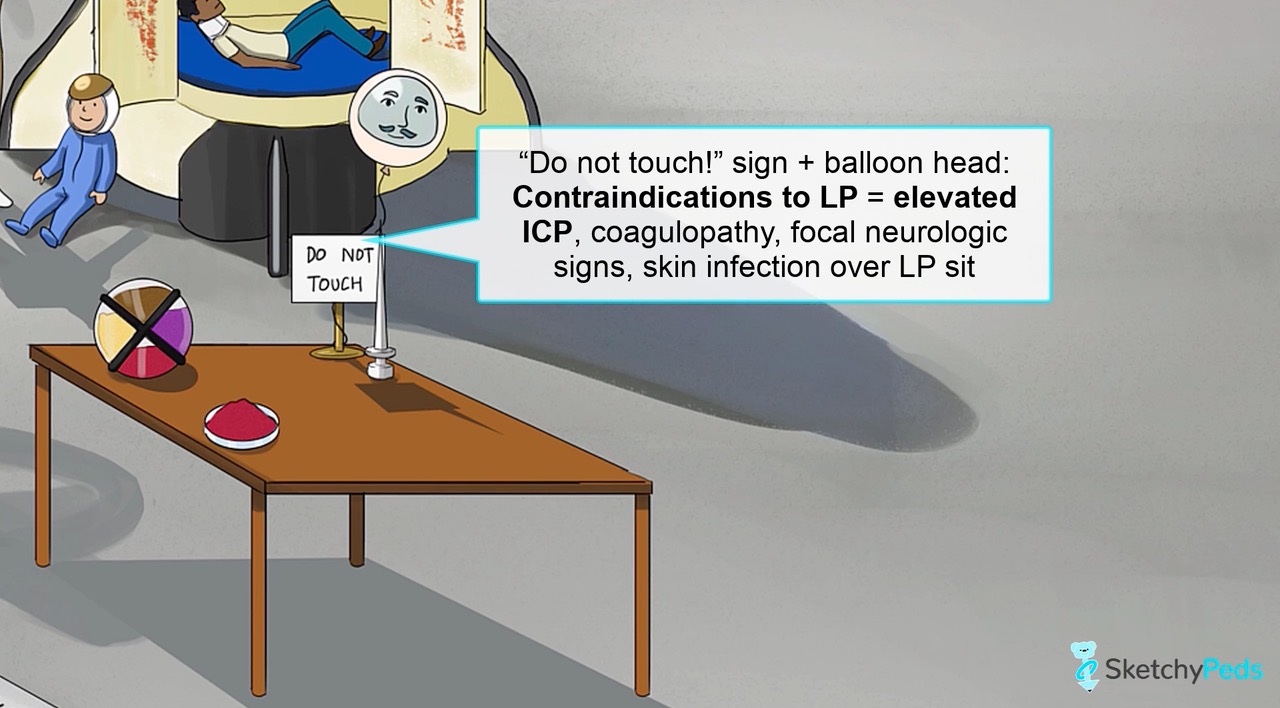 “Do not touch!” sign + balloon head:
Contraindications to LP = elevated
ICP, coagulopathy, focal neurologic
signs, skin infection over LP sit
DO NOT
TOUCH
SketchyPeds